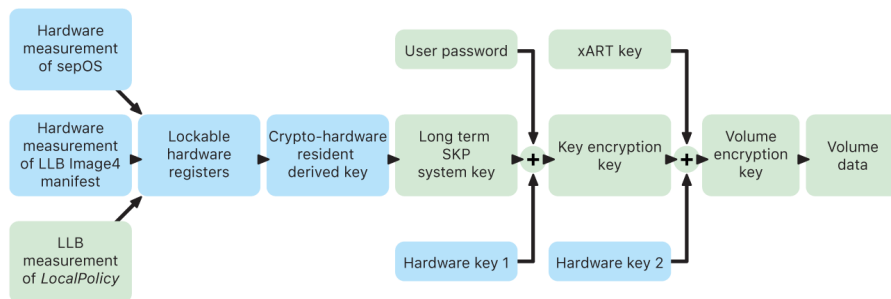 Hardware
measurement
of sepOS
User password
xART key
Hardware
measurement
of LLB Image4
manifest
Lockable
hardware
registers
Crypto-hardware
resident
derived key
Long term
SKP
system key
+
Key encryption
key
+
Volume
encryption
key
Volume
data
LLB
measurement
of LocalPolicy
Hardware key 1
Hardware key 2